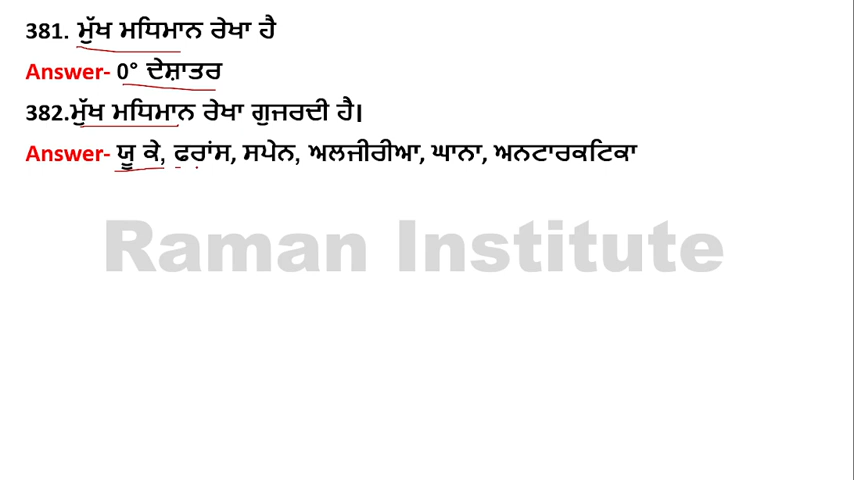 381. ਮੁੱਖ ਮਧਿਮਾਨ ਰੇਖਾ ਹੈ
Answer- 0° ਦੇਸ਼ਾਤਰ
382.ਮੁੱਖ ਮਧਿਮਾਨ ਰੇਖਾ ਗੁਜਰਦੀ ਹੈ।
Answer- ਯੂ ਕੇ, ਫਰਾਂਸ, ਸਪੇਨ, ਅਲਜੀਰੀਆ, ਘਾਨਾ, ਅਨਟਾਰਕਟਿਕਾ
Raman Institute